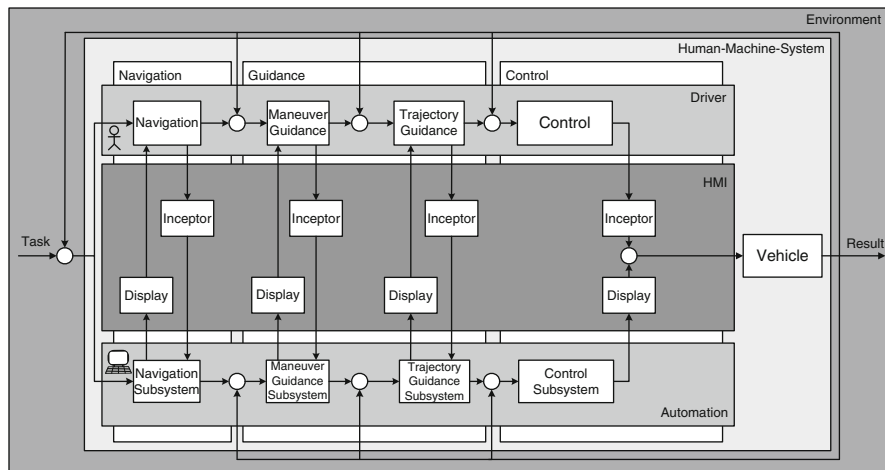 Environment
Human-Machine-System
Navigation
Guidance
Control
Driver
Navigation
Maneuver
Guidance
Trajectory
Guidance
Control
HMI
Inceptor
Inceptor
Inceptor
Inceptor
Task
Vehicle
Result
Display
Display
Display
Display
Navigation
Subsystem
Maneuver
Guidance
Subsystem
Trajectory
Guidance
Subsystem
Control
Subsystem
Automation